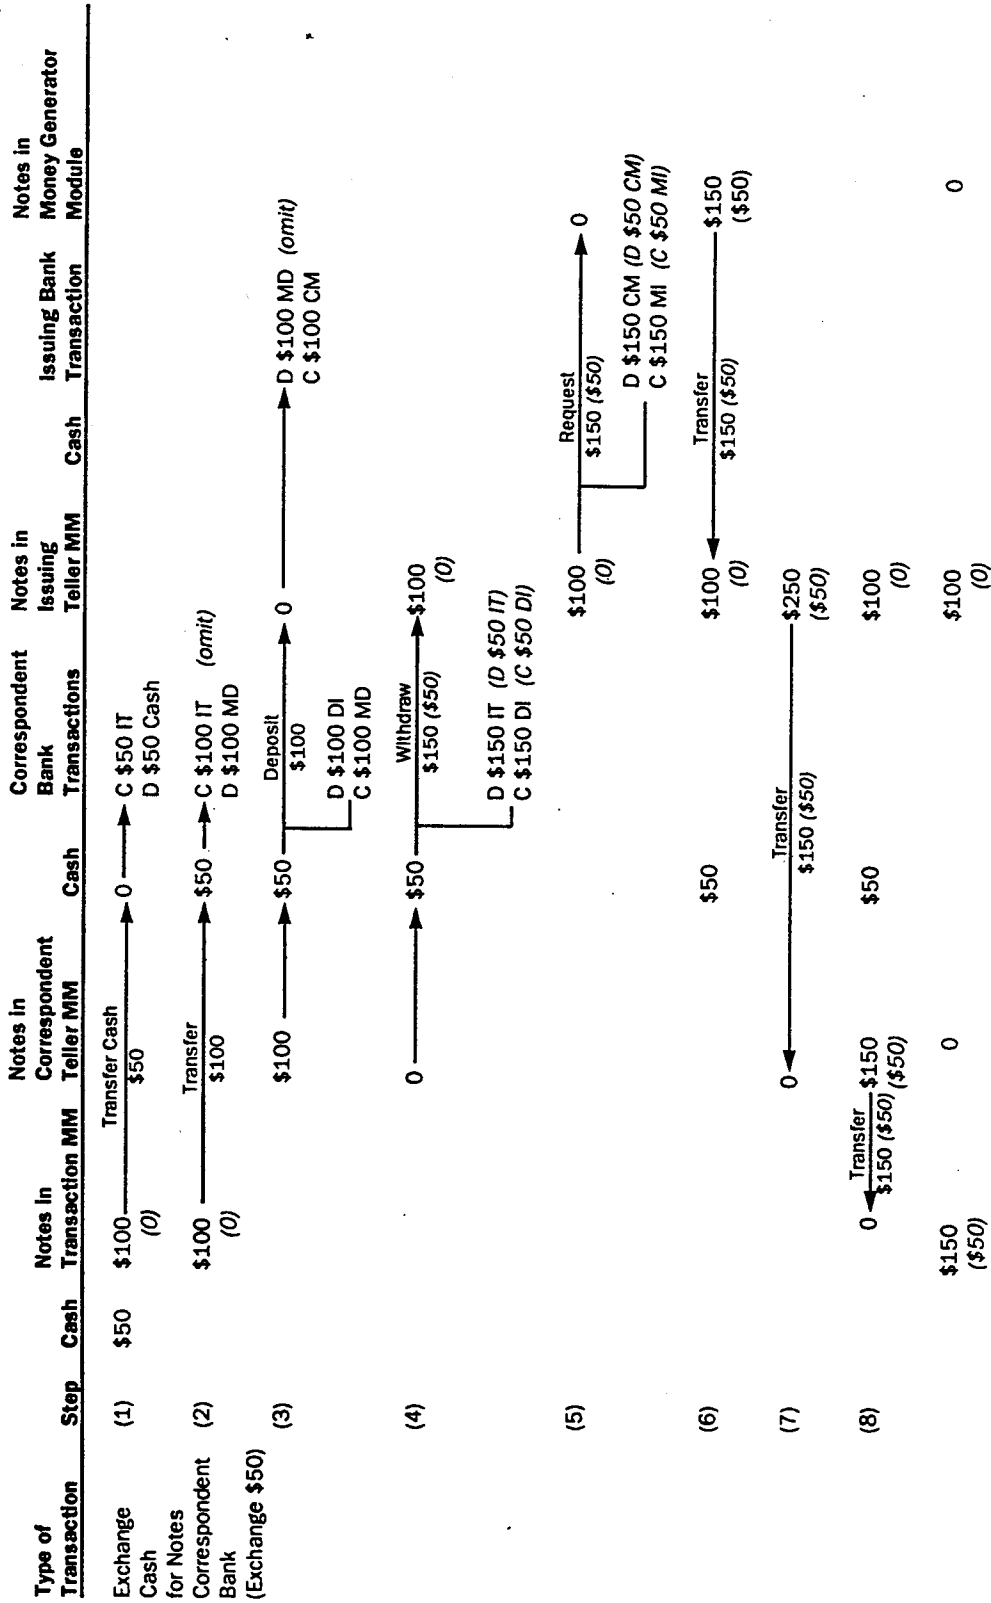 Type of Transaction
Step
Cash
Notes in Transaction MM
Notes in Correspondent Teller MM
Cash
Correspondent Bank Transactions
Notes in Issuing Teller MM
Cash
Issuing Bank Transaction
Notes in Money Generator Module
Exchange
Cash
for Notes
Correspondent
Bank
(Exchange $50)
(1) $50 $100 Transfer Cash 0 C $50 IT
(0) $50 D $50 Cash
(2) $100 Transfer $50 C $100 IT (omit)
(0) $100 D $100 MD
(3) $100 $50 Deposit 0 D $100 MD (omit)
$100 C $100 CM
D $100 DI
C $100 MD
(4) 0 $50 Withdraw $100
$150 ($50) (0)
D $150 IT (D $50 IT)
C $150 DI (C $50 DI)
(5) $100 Request 0
(0) $150 ($50)
D $150 CM (D $50 CM)
C $150 MI (C $50 MI)
(6) $50 $100 Transfer $150
(0) $150 ($50) ($50)
(7) 0 Transfer $250
$150 ($50) ($50)
(8) 0 Transfer $150 $50 $100
$150 ($50) ($50) (0)
$150 0 $100 0
($50) (0)